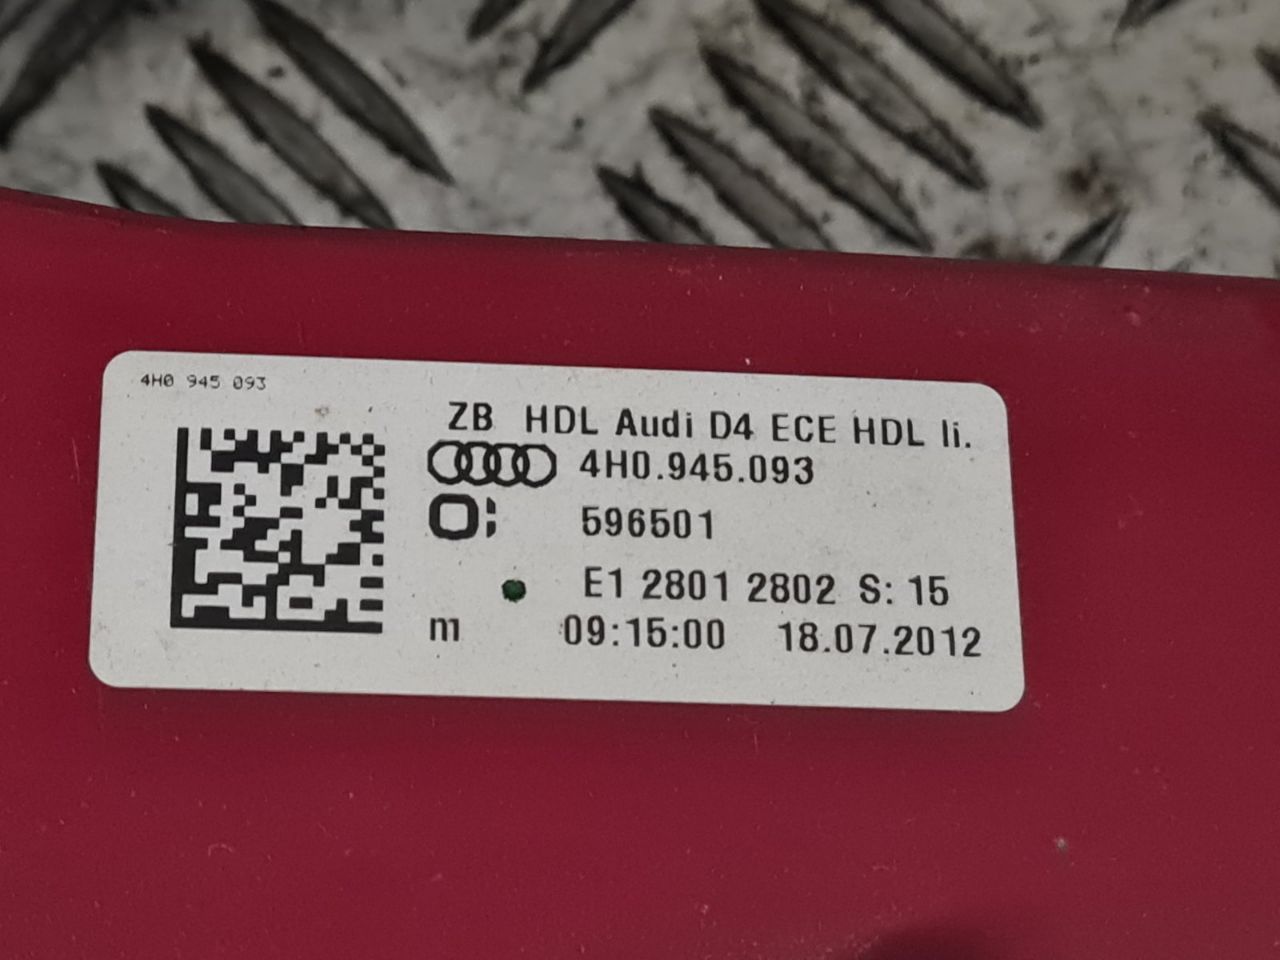 4H0 945 093
ZB HDL Audi D4 ECE HDL li.
4H0.945.093
596501
E1 2801 2802 S: 15
m 09:15:00 18.07.2012